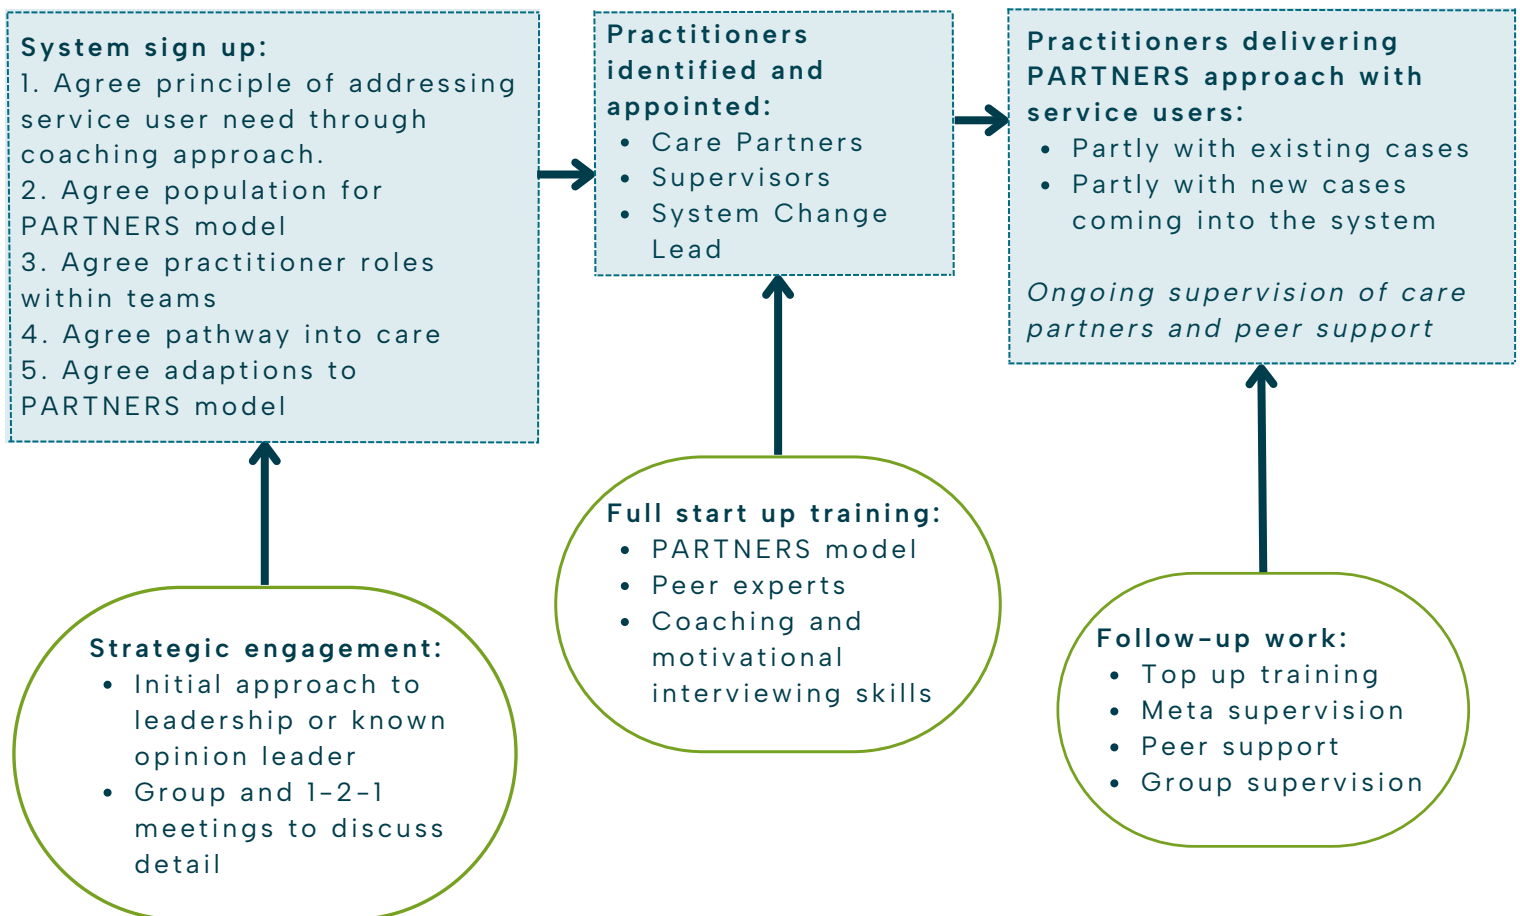 System sign up:
1. Agree principle of addressing
service user need through
coaching approach.
2. Agree population for
PARTNERS model
3. Agree practitioner roles
within teams
4. Agree pathway into care
5. Agree adaptions to
PARTNERS model
Practitioners
identified and
appointed:
• Care Partners
• Supervisors
• System Change
Lead
Practitioners delivering
PARTNERS approach with
service users:
• Partly with existing cases
• Partly with new cases
coming into the system
Ongoing supervision of care
partners and peer support
Strategic engagement:
• Initial approach to
leadership or known
opinion leader
• Group and 1-2-1
meetings to discuss
detail
Full start up training:
• PARTNERS model
• Peer experts
• Coaching and
motivational
interviewing skills
Follow-up work:
• Top up training
• Meta supervision
• Peer support
• Group supervision